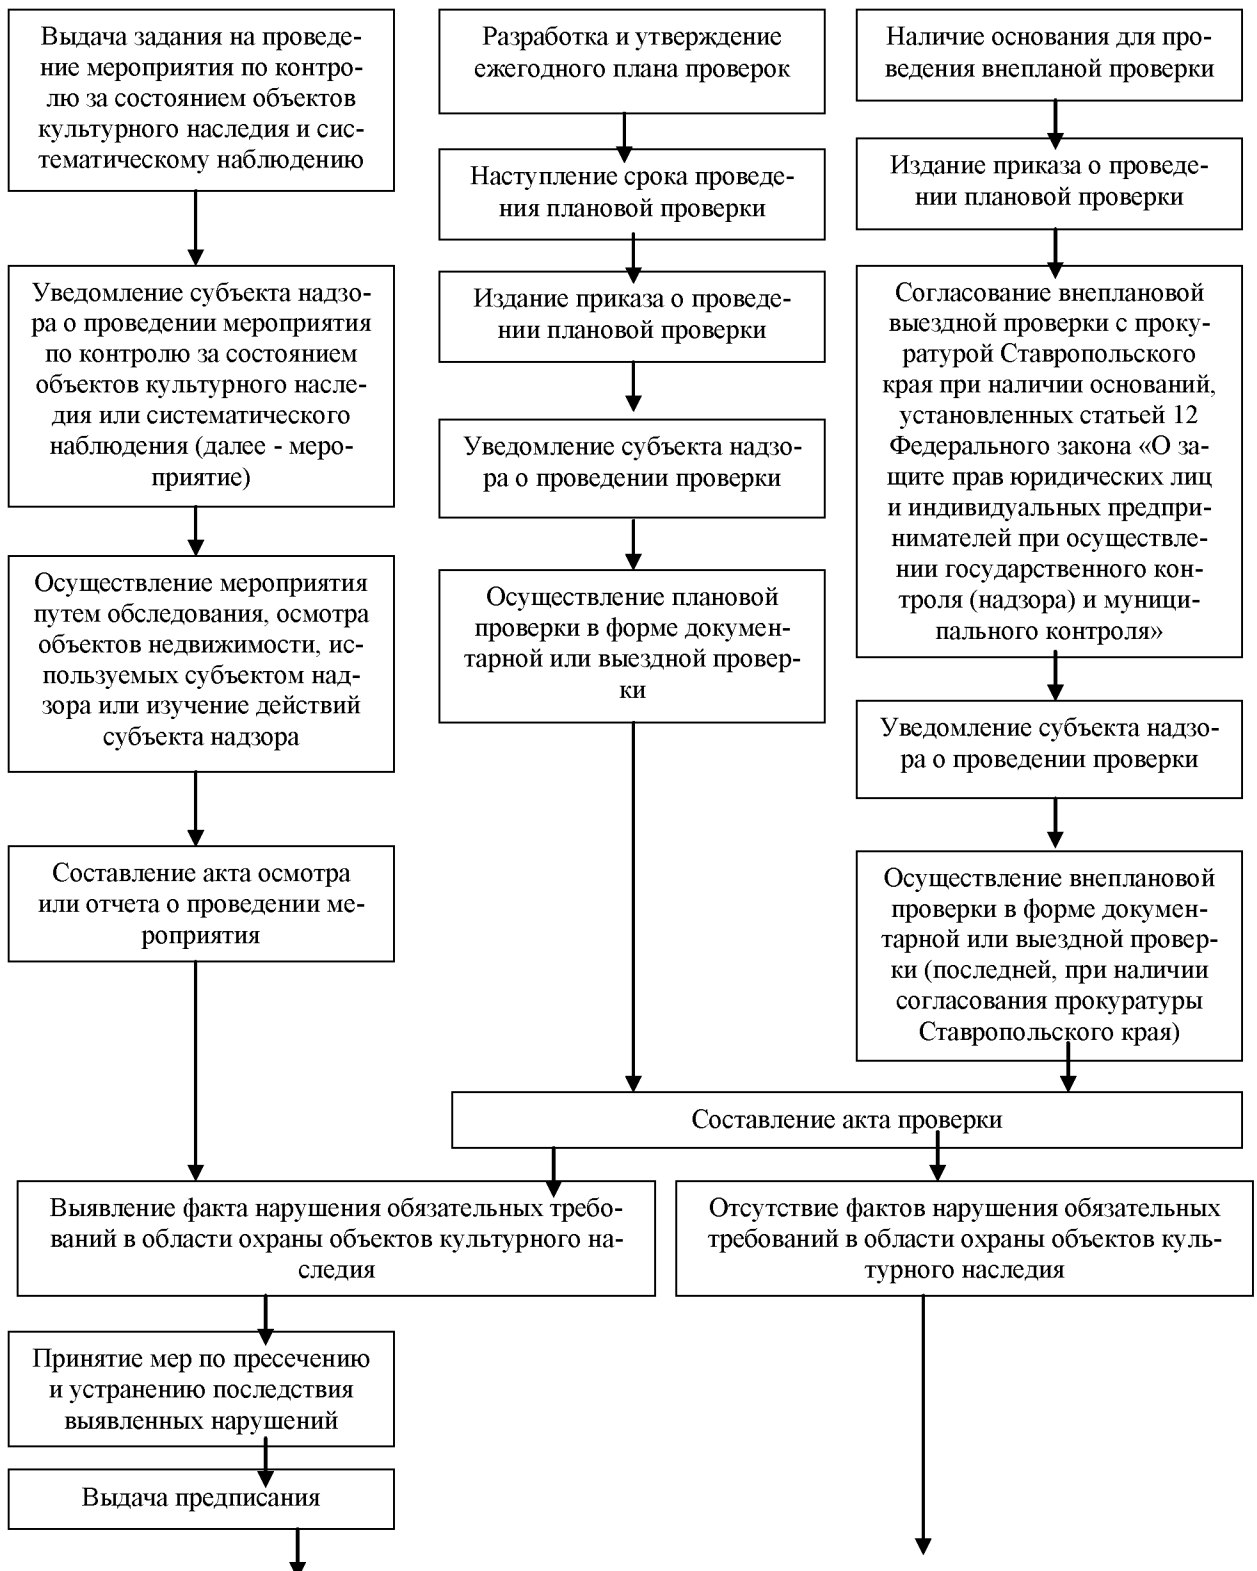 Выдача задания на проведе-
ние мероприятия по контро-
лю за состоянием объектов
культурного наследия и сис-
тематическому наблюдению
Уведомление субъекта надзо-
ра о проведении мероприятия
по контролю за состоянием
объектов культурного насле-
дия или систематического
наблюдения (далее - меро-
приятие)
Осуществление мероприятия
путем обследования, осмотра
объектов недвижимости, ис-
пользуемых субъектом над-
зора или изучение действий
субъекта надзора
Составление акта осмотра
или отчета о проведении ме-
роприятия
Разработка и утверждение
ежегодного плана проверок
Наступление срока проведе-
ния плановой проверки
Издание приказа о проведе-
нии плановой проверки
Уведомление субъекта надзо-
ра о проведении проверки
Осуществление плановой
проверки в форме докумен-
тарной или выездной провер-
ки
Наличие основания для про-
ведения внепланой проверки
Издание приказа о проведе-
нии плановой проверки
Согласование внеплановой
выездной проверки с проку-
ратурой Ставропольского
края при наличии оснований,
установленных статьей 12
Федерального закона «О за-
щите прав юридических лиц
и индивидуальных предпри-
нимателей при осуществле-
нии государственного кон-
троля (надзора) и муници-
пального контроля»
Уведомление субъекта надзо-
ра о проведении проверки
Осуществление внеплановой
проверки в форме докумен-
тарной или выездной провер-
ки (последней, при наличии
согласования прокуратуры
Ставропольского края)
Составление акта проверки
Выявление факта нарушения обязательных требо-
ваний в области охраны объектов культурного на-
следия
Отсутствие фактов нарушения обязательных
требований в области охраны объектов куль-
турного наследия
Принятие мер по пресечению
и устранению последствия
выявленных нарушений
Выдача предписания